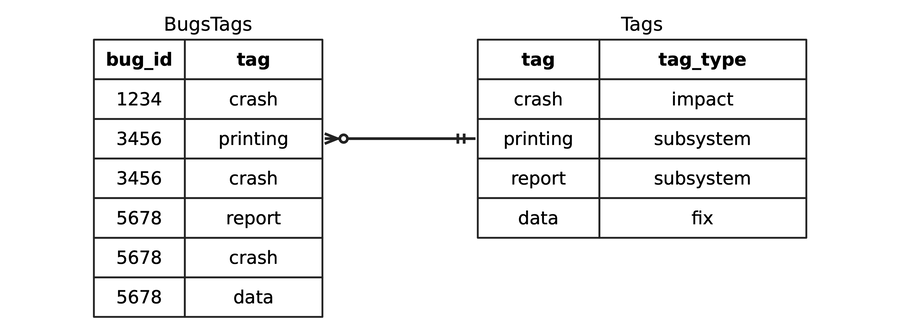 BugsTags
bug_id tag
1234 crash
3456 printing
3456 crash
5678 report
5678 crash
5678 data
Tags
tag tag_type
crash impact
printing subsystem
report subsystem
data fix